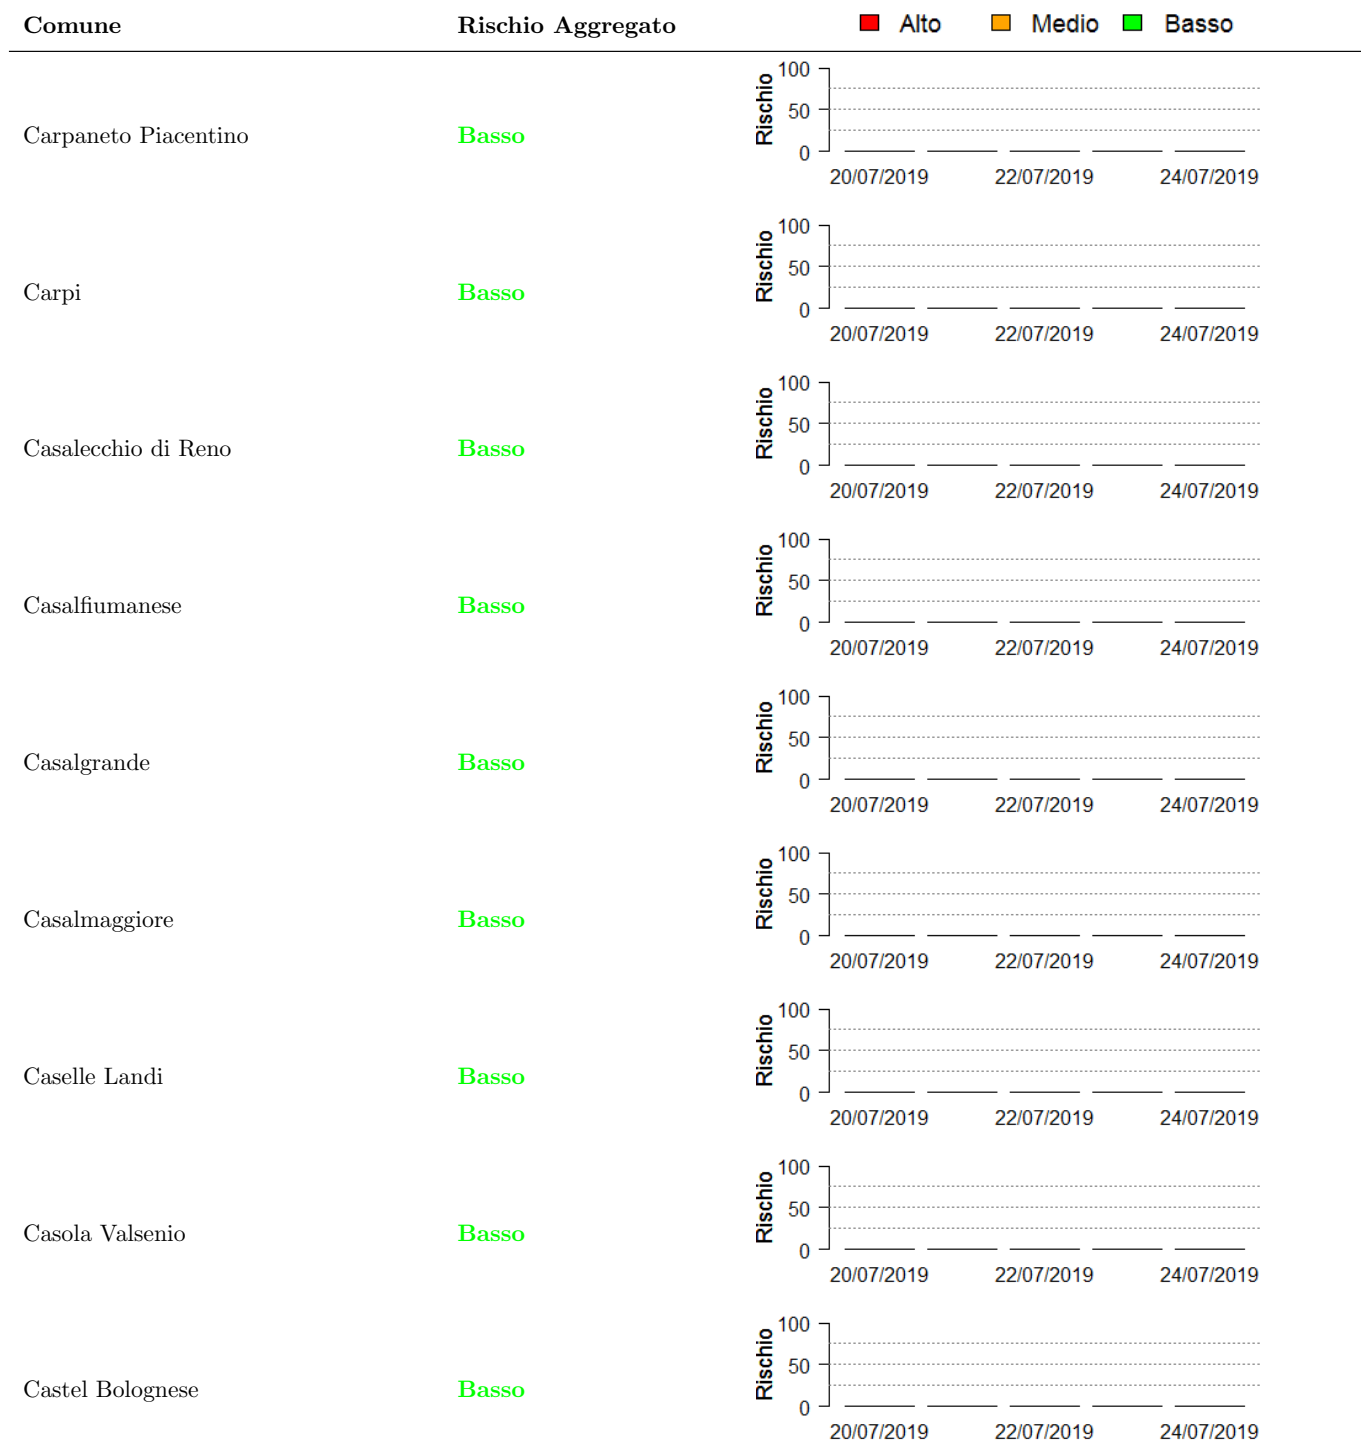 Comune Rischio Aggregato Alto Medio Basso
Carpaneto Piacentino Basso Rischio 100 50 0
20/07/2019 22/07/2019 24/07/2019
Carpi Basso Rischio 100 50 0
20/07/2019 22/07/2019 24/07/2019
Casalecchio di Reno Basso Rischio 100 50 0
20/07/2019 22/07/2019 24/07/2019
Casalfiumanese Basso Rischio 100 50 0
20/07/2019 22/07/2019 24/07/2019
Casalgrande Basso Rischio 100 50 0
20/07/2019 22/07/2019 24/07/2019
Casalmaggiore Basso Rischio 100 50 0
20/07/2019 22/07/2019 24/07/2019
Caselle Landi Basso Rischio 100 50 0
20/07/2019 22/07/2019 24/07/2019
Casola Valsenio Basso Rischio 100 50 0
20/07/2019 22/07/2019 24/07/2019
Castel Bolognese Basso Rischio 100 50 0
20/07/2019 22/07/2019 24/07/2019